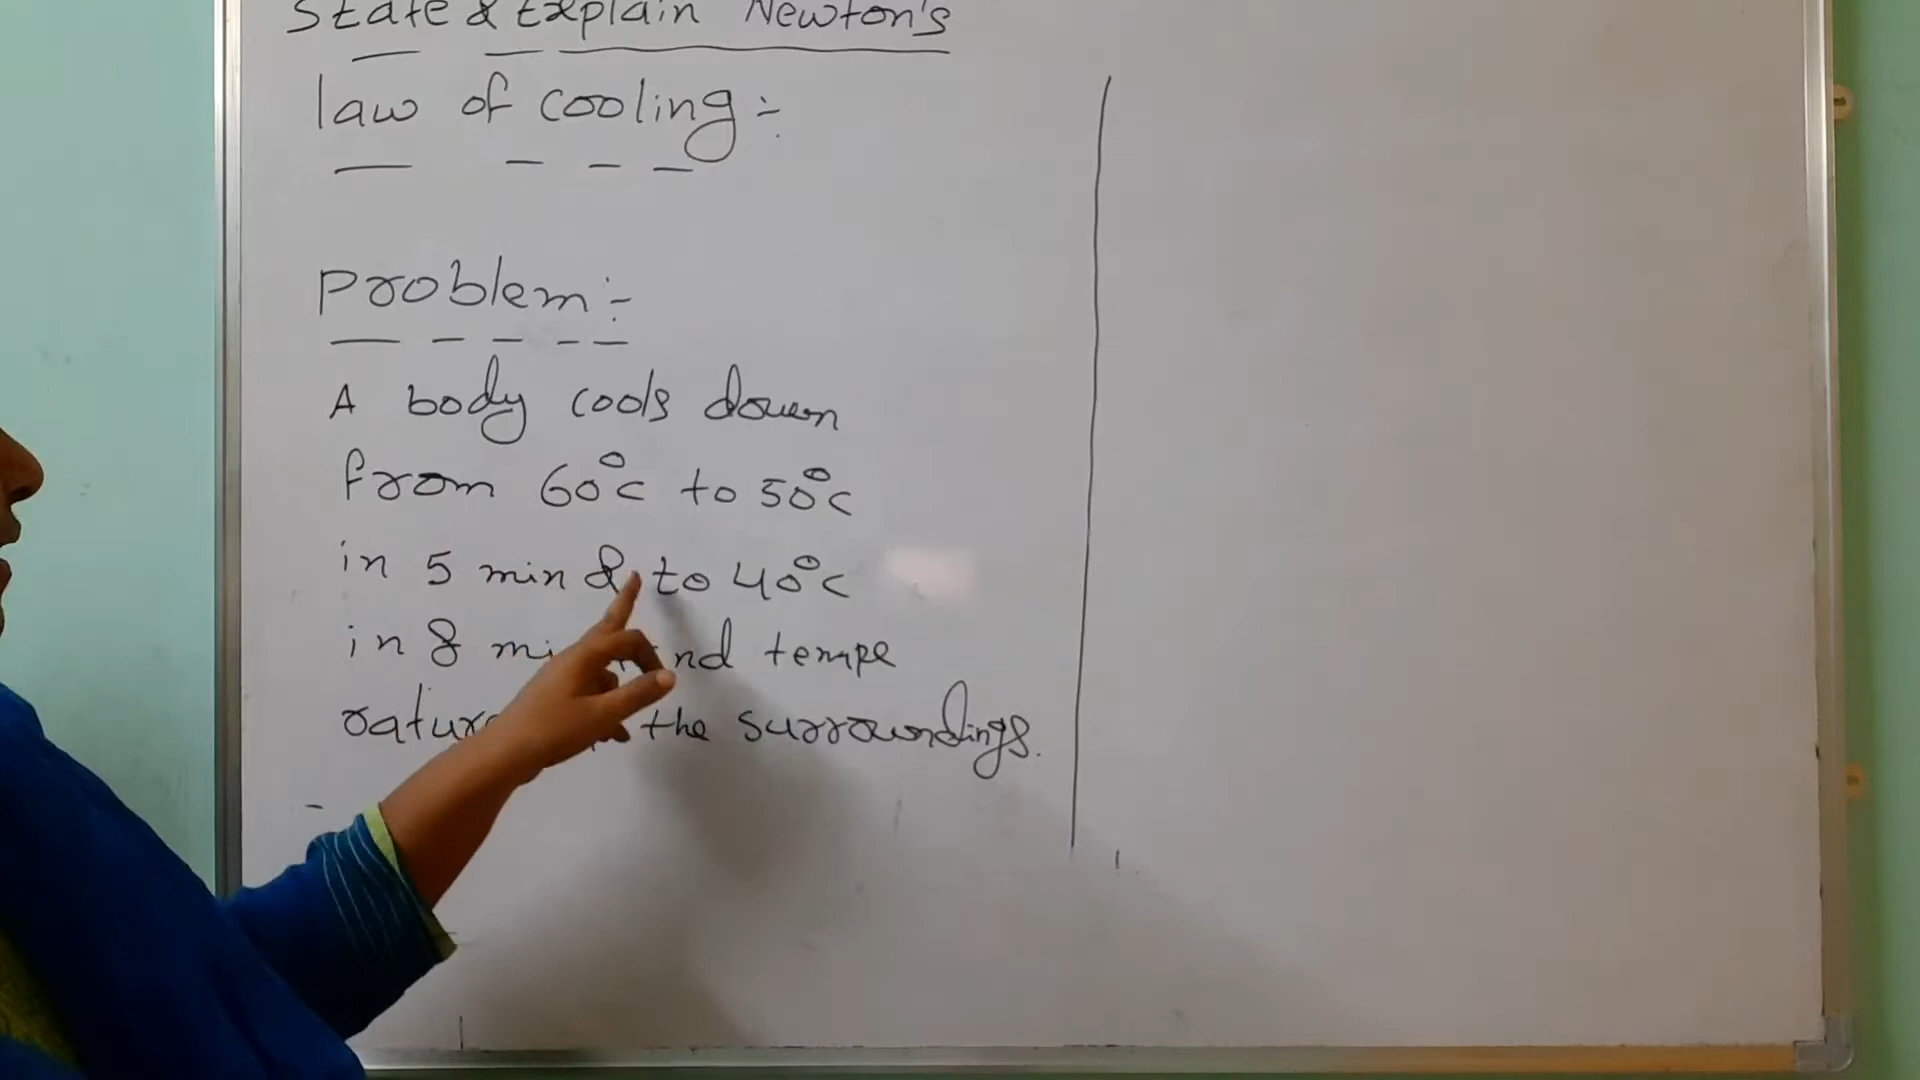 State & Explain Newton's
law of cooling :-
Problem :-
A body cools down
from 60°c to 50°c
in 5 min & to 40°c
in 8 tempe
the surroundings.